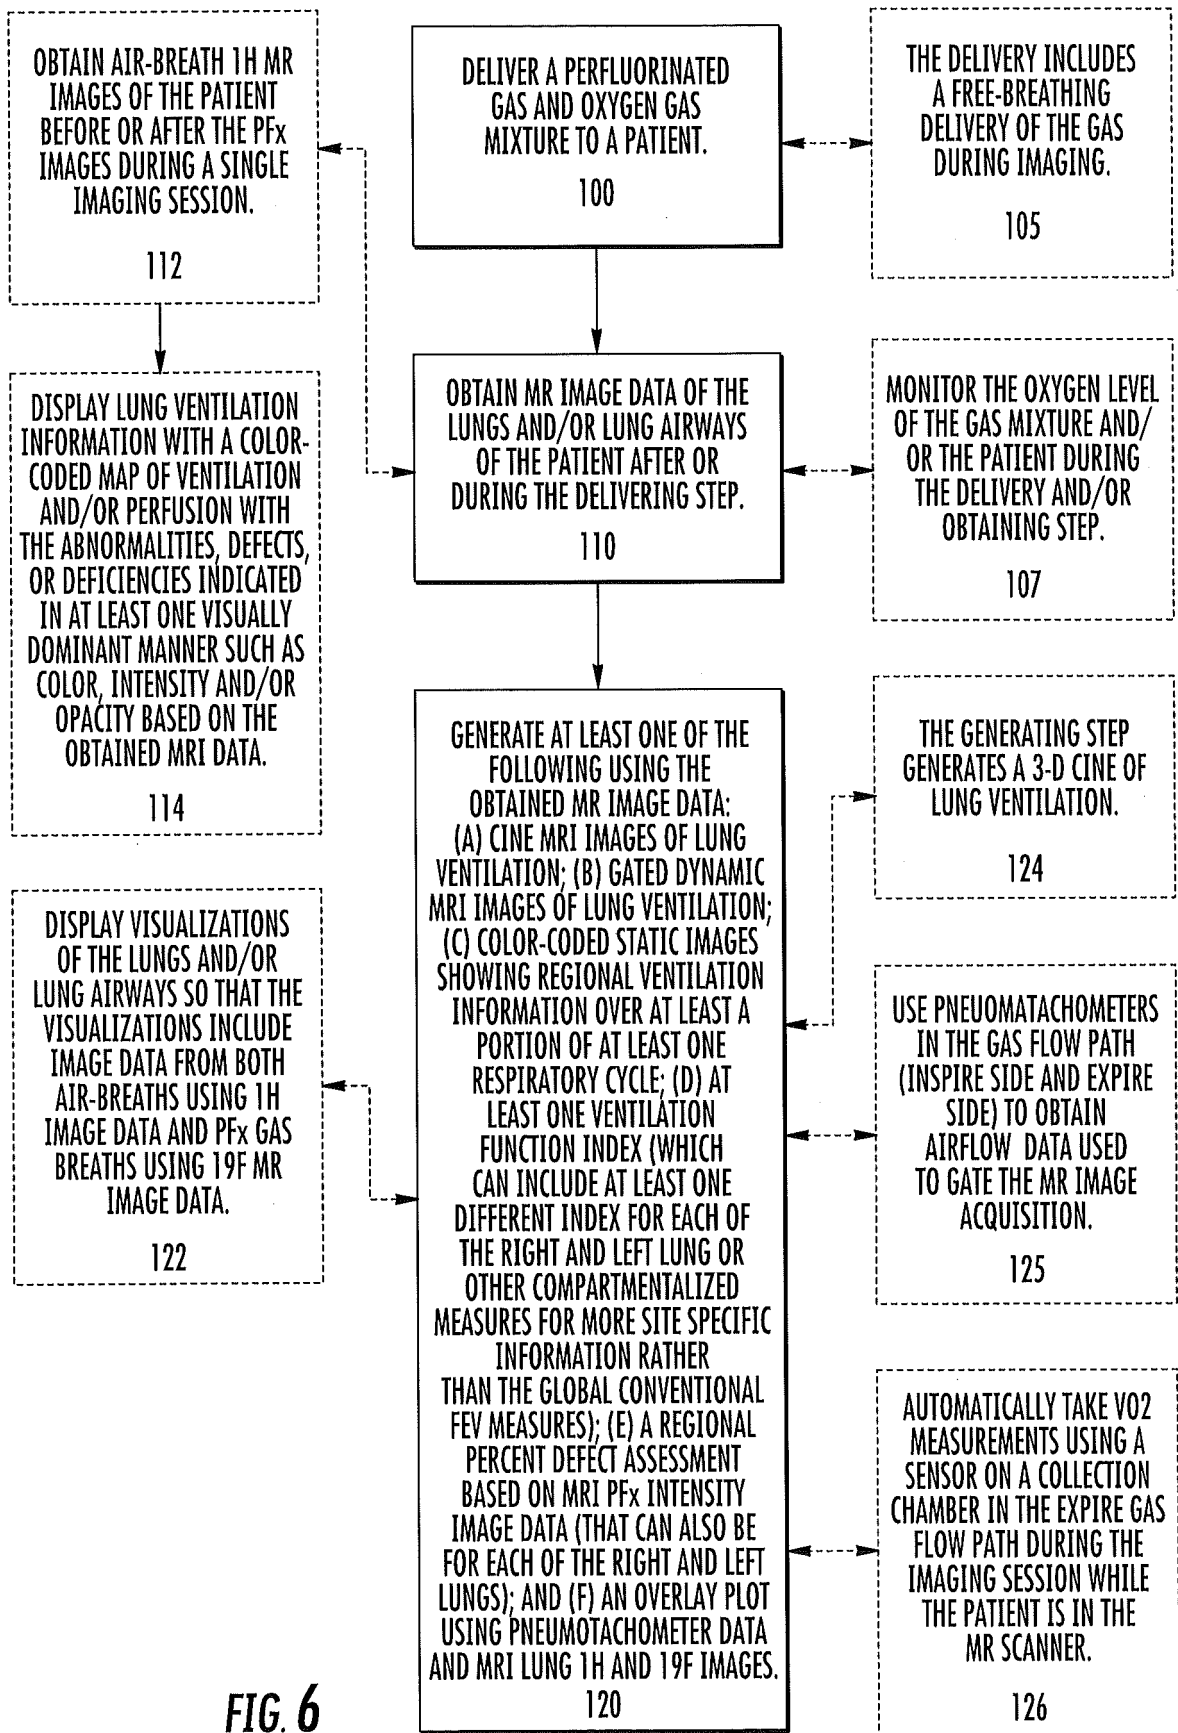 OBTAIN AIR-BREATH 1H MR
IMAGES OF THE PATIENT
BEFORE OR AFTER THE PFx
IMAGES DURING A SINGLE
IMAGING SESSION.
112
DELIVER A PERFLUORINATED
GAS AND OXYGEN GAS
MIXTURE TO A PATIENT.
100
THE DELIVERY INCLUDES
A FREE-BREATHING
DELIVERY OF THE GAS
DURING IMAGING.
105
DISPLAY LUNG VENTILATION
INFORMATION WITH A COLOR-
CODED MAP OF VENTILATION
AND/OR PERFUSION WITH
THE ABNORMALITIES, DEFECTS,
OR DEFICIENCIES INDICATED
IN AT LEAST ONE VISUALLY
DOMINANT MANNER SUCH AS
COLOR, INTENSITY AND/OR
OPACITY BASED ON THE
OBTAINED MRI DATA.
114
OBTAIN MR IMAGE DATA OF THE
LUNGS AND/OR LUNG AIRWAYS
OF THE PATIENT AFTER OR
DURING THE DELIVERING STEP.
110
MONITOR THE OXYGEN LEVEL
OF THE GAS MIXTURE AND/
OR THE PATIENT DURING
THE DELIVERY AND/OR
OBTAINING STEP.
107
DISPLAY VISUALIZATIONS
OF THE LUNGS AND/OR
LUNG AIRWAYS SO THAT THE
VISUALIZATIONS INCLUDE
IMAGE DATA FROM BOTH
AIR-BREATHS USING 1H
IMAGE DATA AND PFx GAS
BREATHS USING 19F MR
IMAGE DATA.
122
GENERATE AT LEAST ONE OF THE
FOLLOWING USING THE
OBTAINED MR IMAGE DATA:
(A) CINE MRI IMAGES OF LUNG
VENTILATION; (B) GATED DYNAMIC
MRI IMAGES OF LUNG VENTILATION;
(C) COLOR-CODED STATIC IMAGES
SHOWING REGIONAL VENTILATION
INFORMATION OVER AT LEAST A
PORTION OF AT LEAST ONE
RESPIRATORY CYCLE; (D) AT
LEAST ONE VENTILATION
FUNCTION INDEX (WHICH
CAN INCLUDE AT LEAST ONE
DIFFERENT INDEX FOR EACH OF
THE RIGHT AND LEFT LUNG OR
OTHER COMPARTMENTALIZED
MEASURES FOR MORE SITE SPECIFIC
INFORMATION RATHER
THAN THE GLOBAL CONVENTIONAL
FEV MEASURES); (E) A REGIONAL
PERCENT DEFECT ASSESSMENT
BASED ON MRI PFx INTENSITY
IMAGE DATA (THAT CAN ALSO BE
FOR EACH OF THE RIGHT AND LEFT
LUNGS); AND (F) AN OVERLAY PLOT
USING PNEUMOTACHOMETER DATA
AND MRI LUNG 1H AND 19F IMAGES.
120
THE GENERATING STEP
GENERATES A 3-D CINE OF
LUNG VENTILATION.
124
USE PNEUOMATACHOMETERS
IN THE GAS FLOW PATH
(INSPIRE SIDE AND EXPIRE
SIDE) TO OBTAIN
AIRFLOW DATA USED
TO GATE THE MR IMAGE
ACQUISITION.
125
AUTOMATICALLY TAKE VO2
MEASUREMENTS USING A
SENSOR ON A COLLECTION
CHAMBER IN THE EXPIRE GAS
FLOW PATH DURING THE
IMAGING SESSION WHILE
THE PATIENT IS IN THE
MR SCANNER.
126
FIG. 6